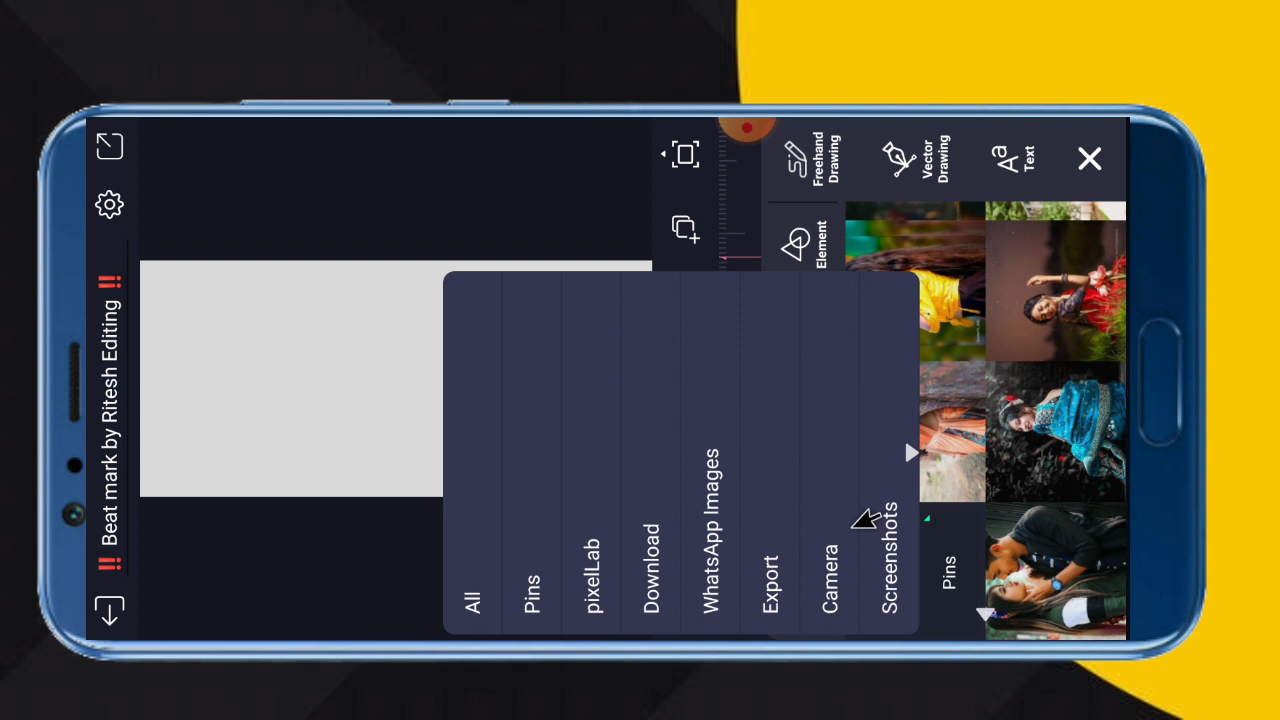 ‼️ Beat mark by Ritesh Editing ‼️
All
Pins
pixelLab
Download
WhatsApp Images
Export
Camera
Screenshots
Pins
Element
Freehand
Drawing
Vector
Drawing
Aa
Text